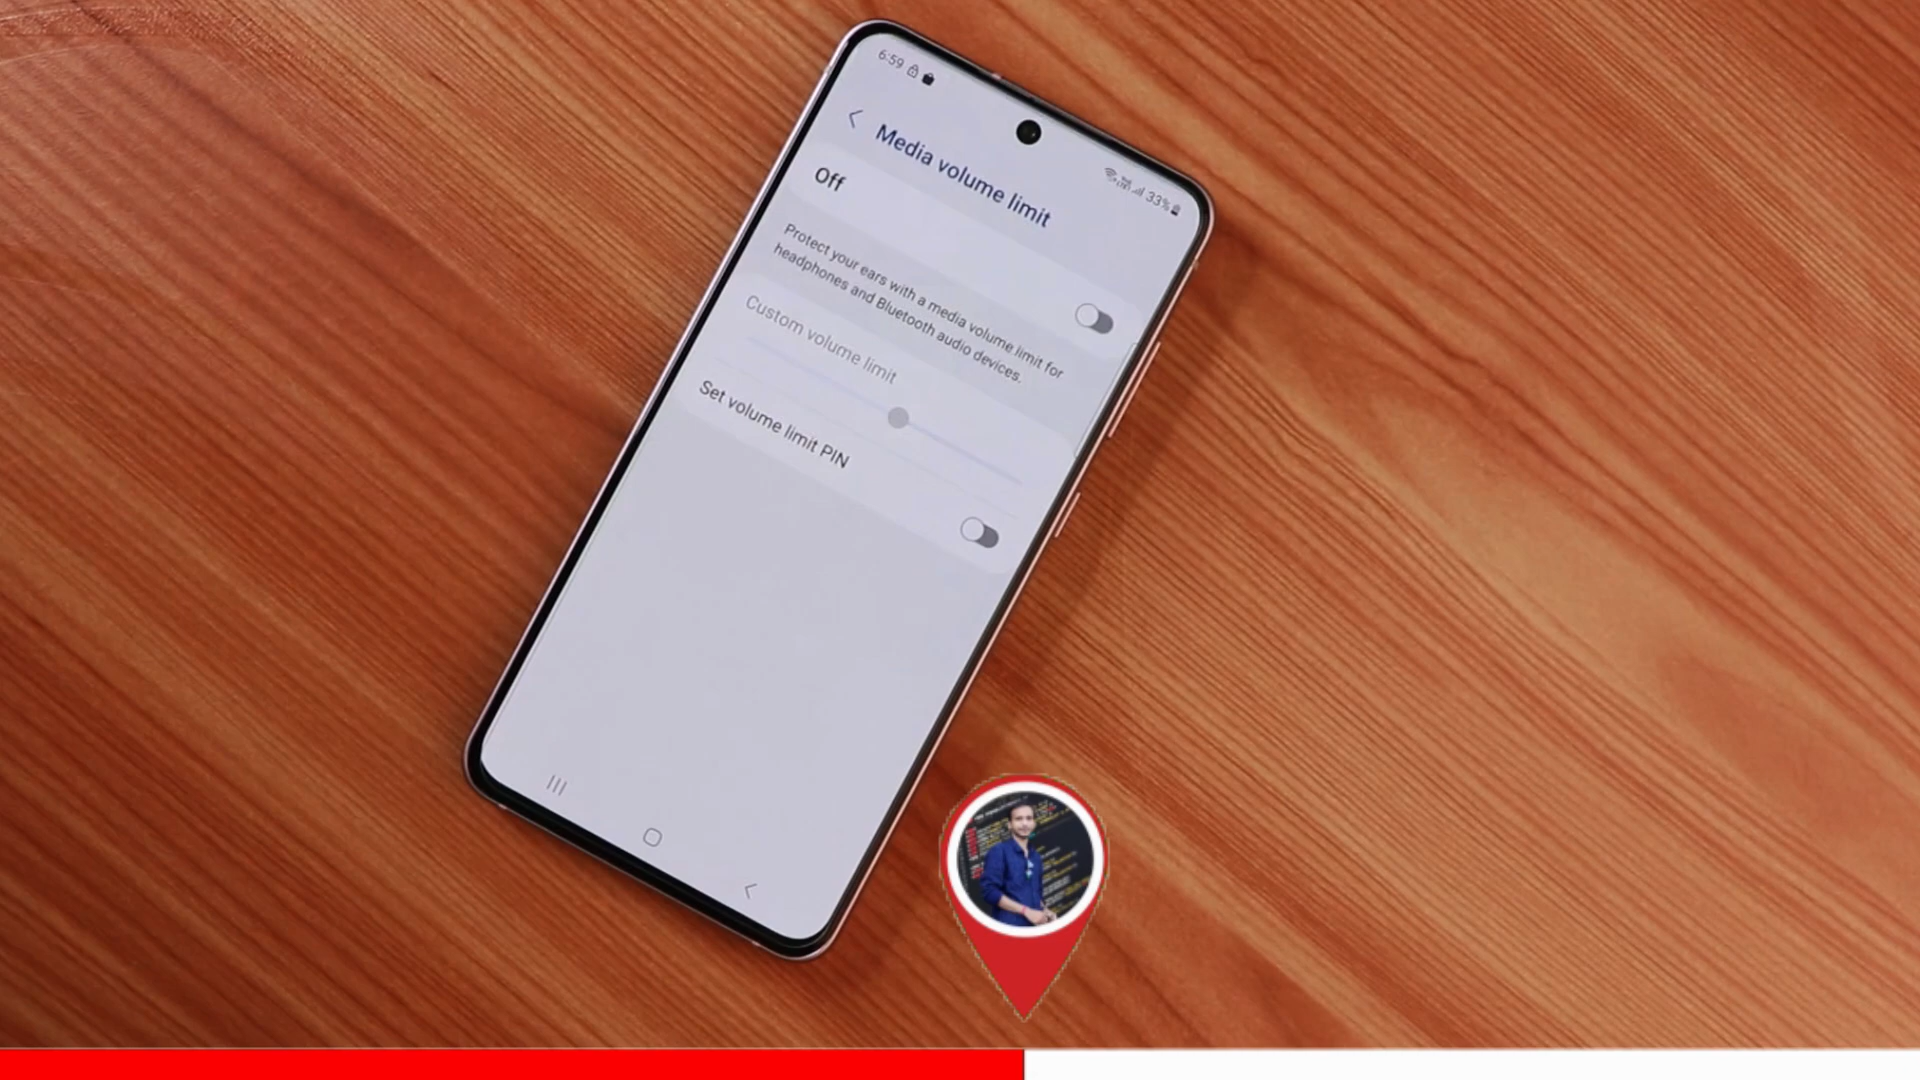 6:59
33%
Media volume limit
Off
Protect your ears with a media volume limit for
headphones and Bluetooth audio devices.
Custom volume limit
Set volume limit PIN